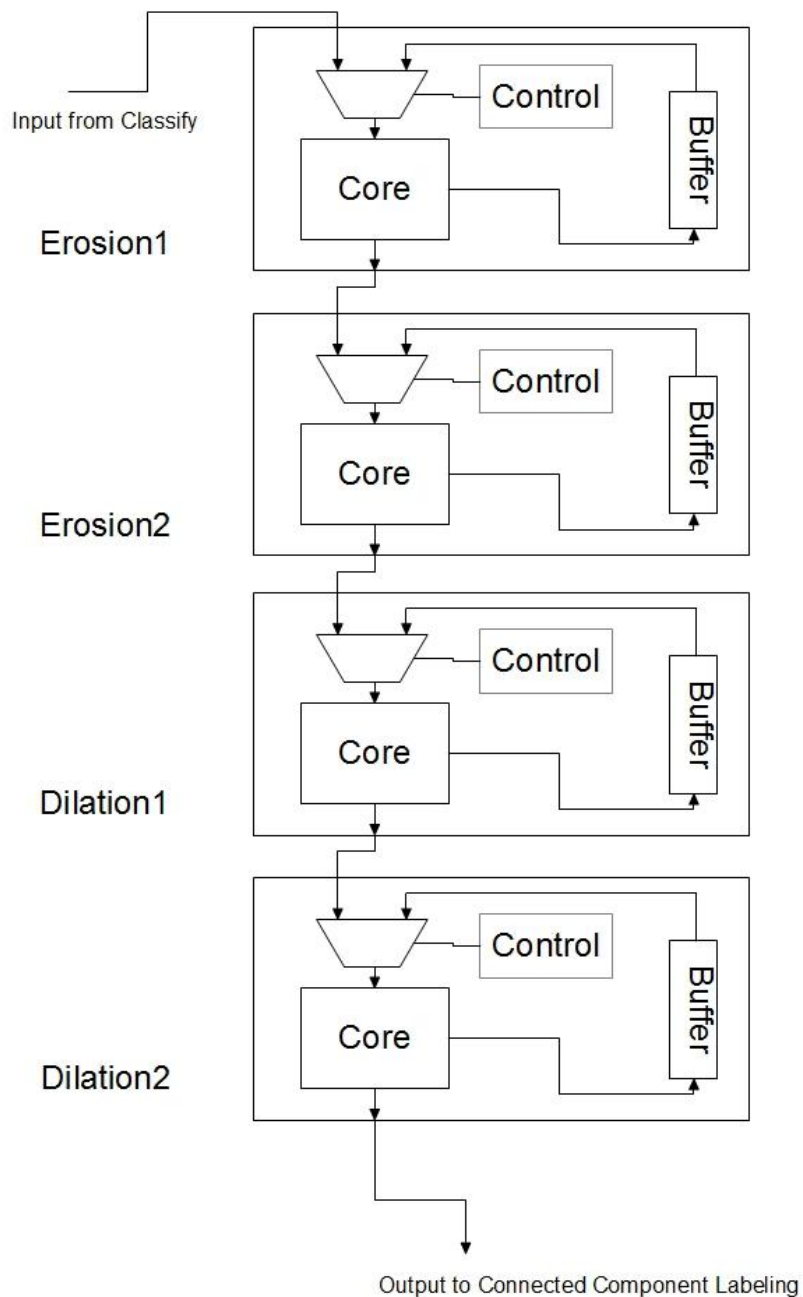 Input from Classify
Control
Buffer
Core
Erosion1
Control
Buffer
Core
Erosion2
Control
Buffer
Core
Dilation1
Control
Buffer
Core
Dilation2
Output to Connected Component Labeling